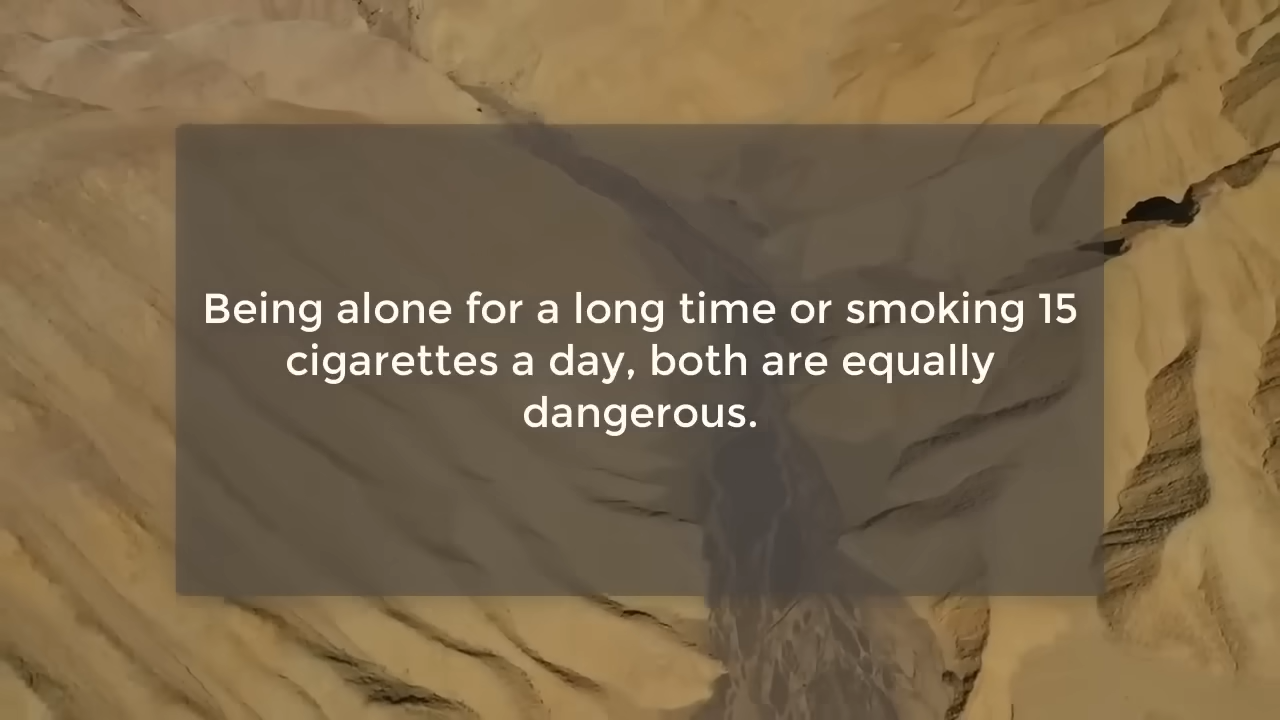 Being alone for a long time or smoking 15
cigarettes a day, both are equally
dangerous.